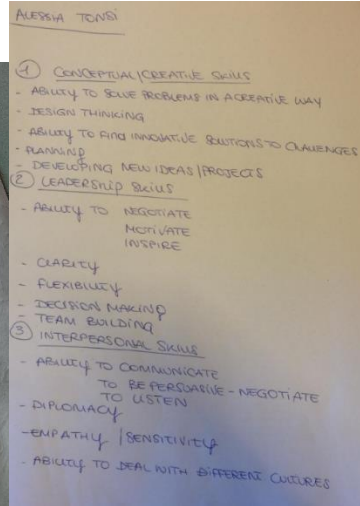 ALESSIA TONSI
① CONCEPTUAL/CREATIVE SKILLS
- ABILITY TO SOLVE PROBLEMS IN A CREATIVE WAY
- DESIGN THINKING
- ABILITY TO FIND INNOVATIVE SOLUTIONS TO CHALLENGES
- PLANNING
- DEVELOPING NEW IDEAS/PROJECTS
② LEADERSHIP SKILLS
- ABILITY TO NEGOTIATE
MOTIVATE
INSPIRE
- CLARITY
- FLEXIBILITY
- DECISION MAKING
- TEAM BUILDING
③ INTERPERSONAL SKILLS
- ABILITY TO COMMUNICATE
TO BE PERSUASIVE - NEGOTIATE
TO LISTEN
- DIPLOMACY
- EMPATHY / SENSITIVITY
- ABILITY TO DEAL WITH DIFFERENT CULTURES